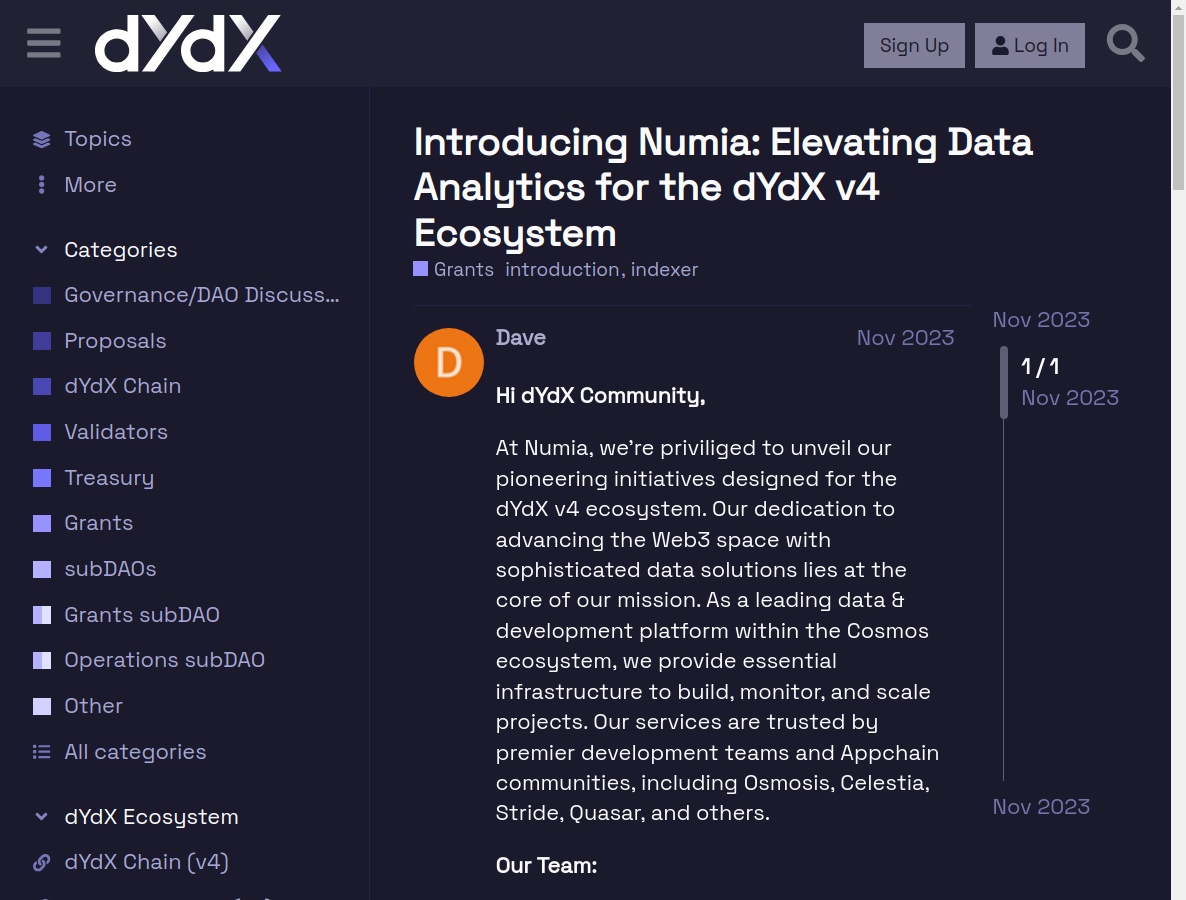 dYdX
Sign Up
Log In
Topics
More
Categories
Governance/DAO Discuss...
Proposals
dYdX Chain
Validators
Treasury
Grants
subDAOs
Grants subDAO
Operations subDAO
Other
All categories
dYdX Ecosystem
dYdX Chain (v4)
Introducing Numia: Elevating Data
Analytics for the dYdX v4
Ecosystem
Grants introduction, indexer
D
Dave
Nov 2023
Hi dYdX Community,
At Numia, we’re priviliged to unveil our
pioneering initiatives designed for the
dYdX v4 ecosystem. Our dedication to
advancing the Web3 space with
sophisticated data solutions lies at the
core of our mission. As a leading data &
development platform within the Cosmos
ecosystem, we provide essential
infrastructure to build, monitor, and scale
projects. Our services are trusted by
premier development teams and Appchain
communities, including Osmosis, Celestia,
Stride, Quasar, and others.
Our Team:
Nov 2023
1 / 1
Nov 2023
Nov 2023